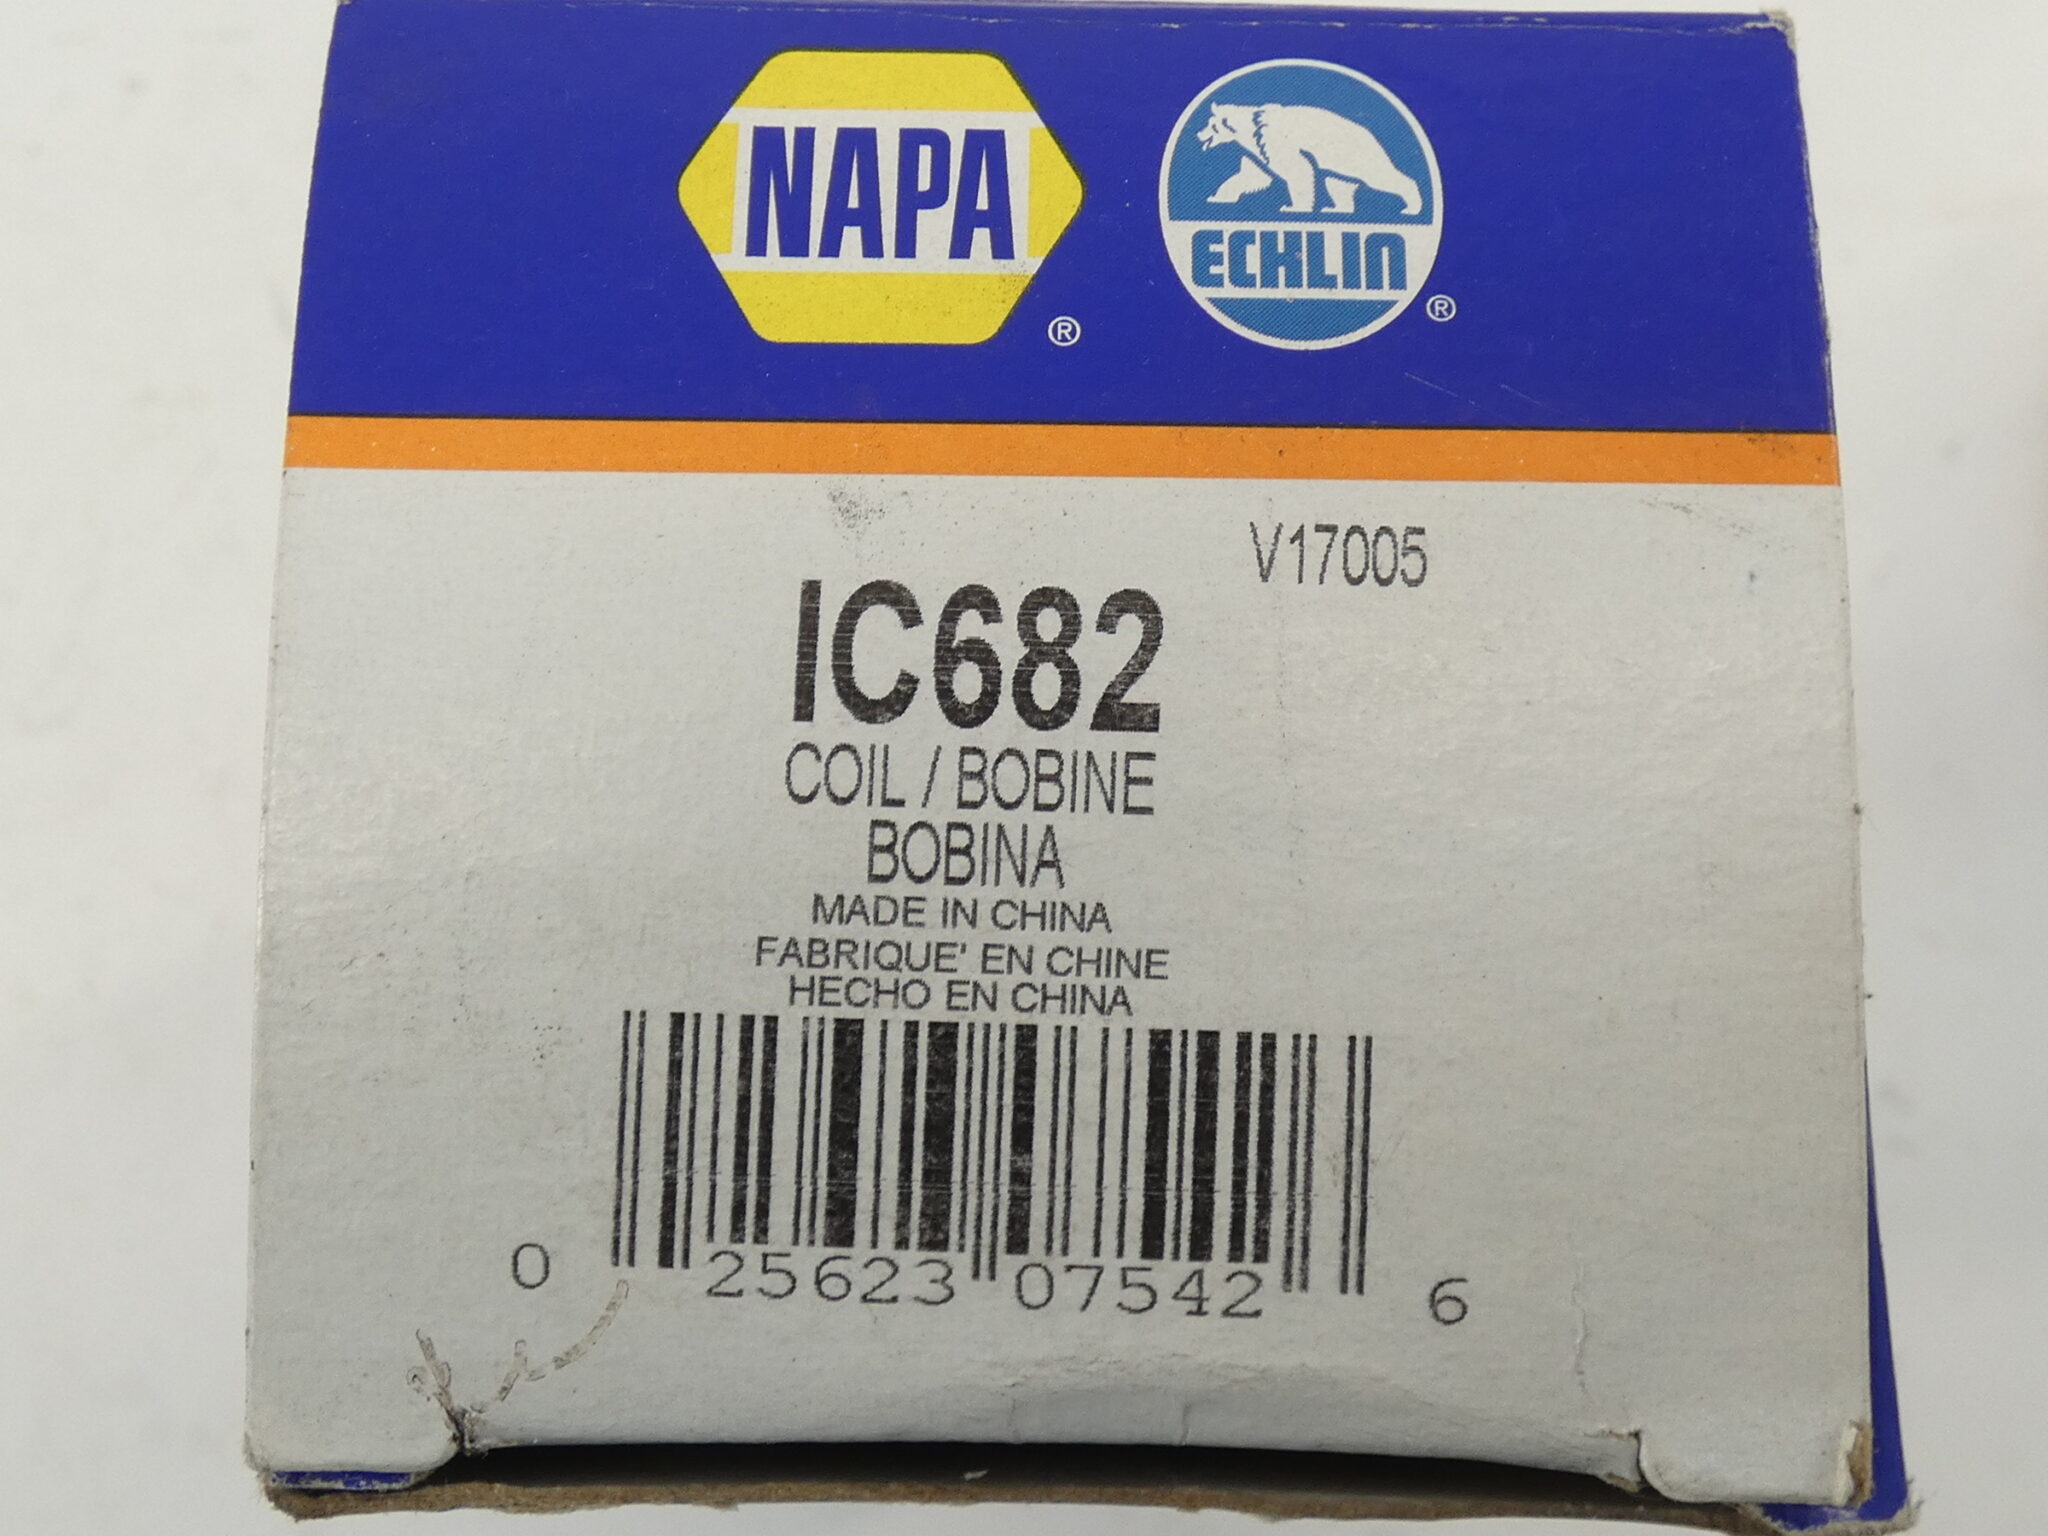 NAPA ®
ECHLIN ®
V17005
IC682
COIL / BOBINE
BOBINA
MADE IN CHINA
FABRIQUE' EN CHINE
HECHO EN CHINA
0 25623 07542 6